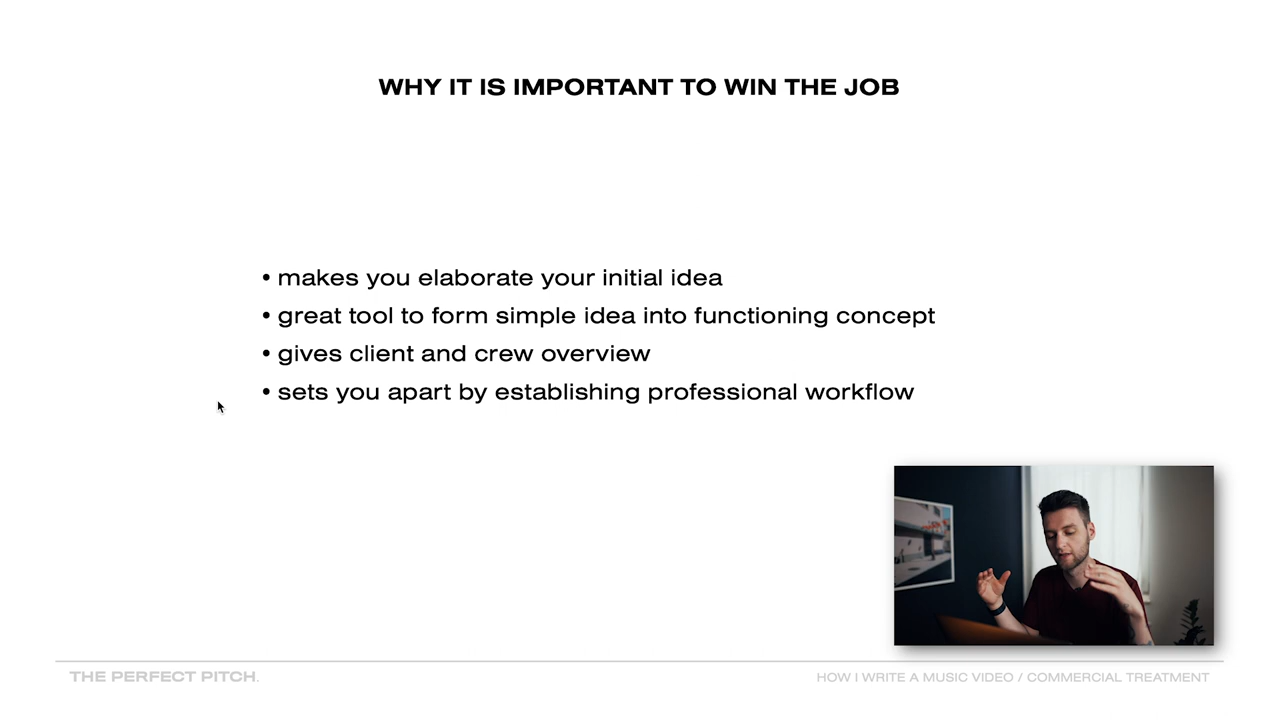 WHY IT IS IMPORTANT TO WIN THE JOB
• makes you elaborate your initial idea
• great tool to form simple idea into functioning concept
• gives client and crew overview
• sets you apart by establishing professional workflow
THE PERFECT PITCH.
HOW I WRITE A MUSIC VIDEO / COMMERCIAL TREATMENT